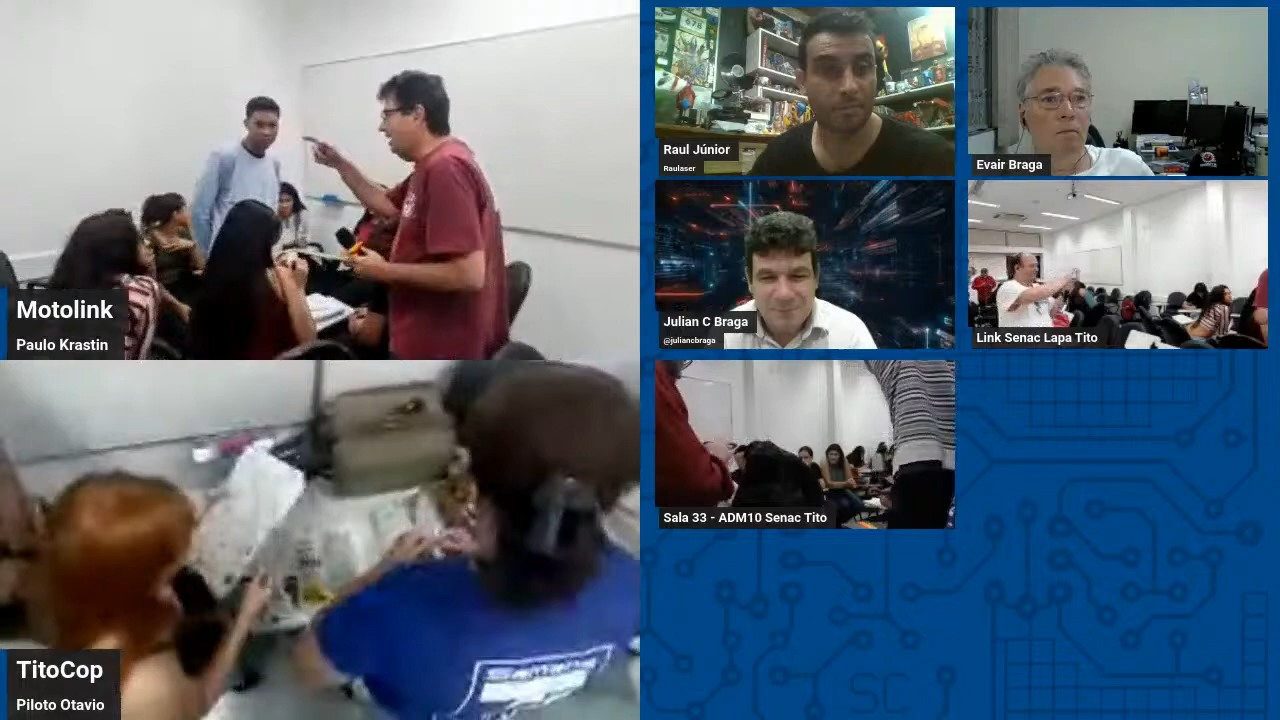 Motolink
Paulo Krastin
TitoCop
Piloto Otavio
Raul Júnior
Raulaser
Evair Braga
Julian C Braga
@juliancbraga
Link Senac Lapa Tito
Sala 33 - ADM10 Senac Tito
SC